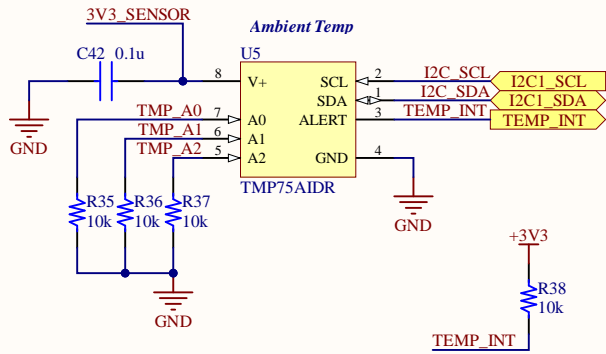 3V3_SENSOR
Ambient Temp
C42 0.1u
U5
8 V+ SCL 2 I2C_SCL I2C1_SCL
SDA 1 I2C_SDA I2C1_SDA
TMP_A0 7 A0 ALERT 3 TEMP_INT TEMP_INT
GND
TMP_A1 6 A1
TMP_A2 5 A2 GND 4
TMP75AIDR
R35 R36 R37
10k 10k 10k
GND
+3V3
R38
10k
GND
TEMP_INT